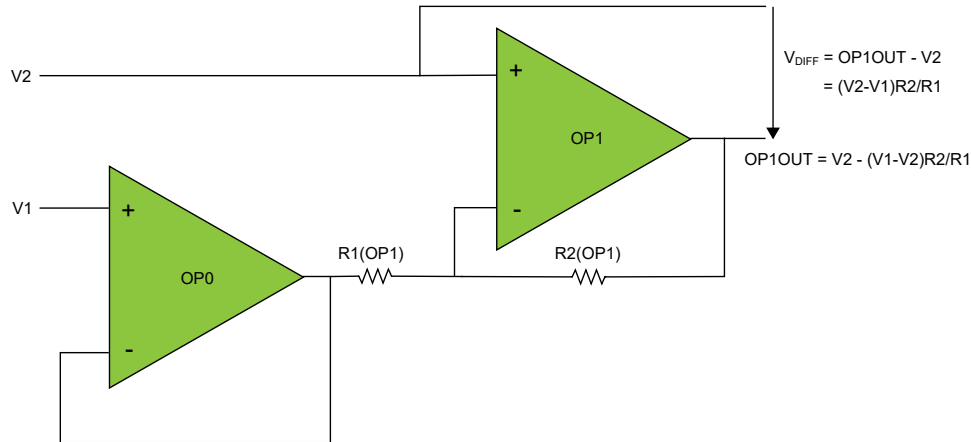 V2
+
OP1
-
V_DIFF = OP1OUT - V2
= (V2-V1)R2/R1
OP1OUT = V2 - (V1-V2)R2/R1
V1
+
OP0
-
R1(OP1)
R2(OP1)